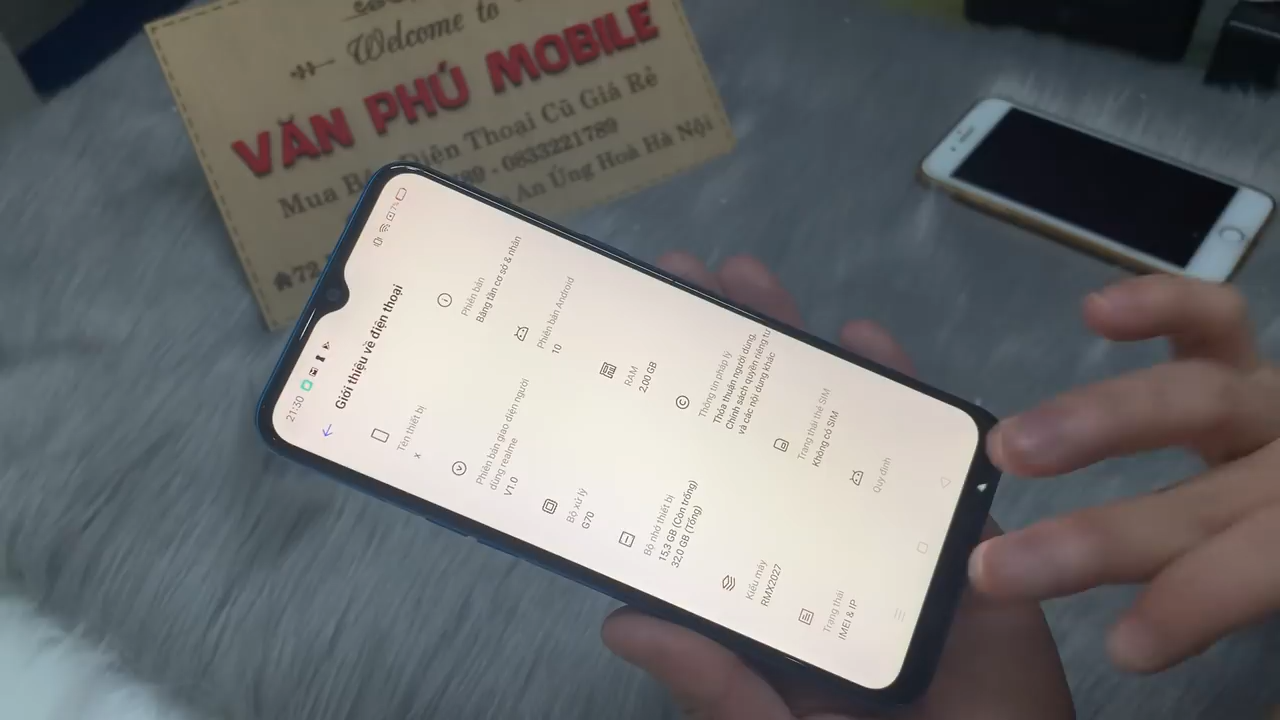 Welcome to
VĂN PHÚ MOBILE
Điện Thoại Cũ Giá Rẻ
0833221789
An Ứng Hoà Hà Nội
21:30
7%
Giới thiệu về điện thoại
Tên thiết bị
x
Phiên bản
Băng tần cơ sở & nhân
Phiên bản giao diện người
dùng realme
V1.0
Phiên bản Android
10
Bộ xử lý
G70
RAM
2,00 GB
Bộ nhớ thiết bị
15,3 GB (Còn trống)
32,0 GB (Tổng)
Thông tin pháp lý
Thỏa thuận người dùng,
Chính sách quyền riêng tư
và các nội dung khác
Kiểu máy
RMX2027
Trạng thái thẻ SIM
Không có SIM
Trạng thái
IMEI & IP
Quy định